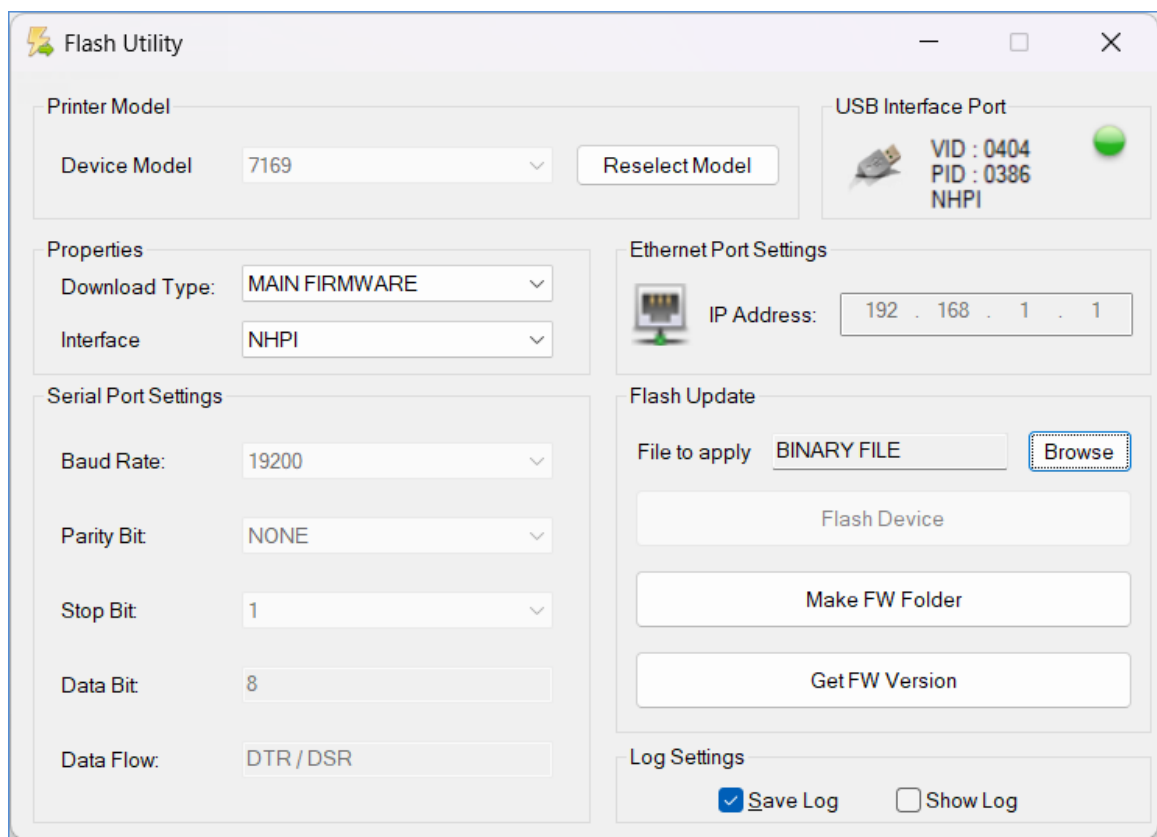 Flash Utility
Printer Model
Device Model 7169 Reselect Model
USB Interface Port
VID : 0404
PID : 0386
NHPI
Properties
Download Type: MAIN FIRMWARE
Interface NHPI
Ethernet Port Settings
IP Address: 192 . 168 . 1 . 1
Serial Port Settings
Baud Rate: 19200
Parity Bit: NONE
Stop Bit: 1
Data Bit: 8
Data Flow: DTR / DSR
Flash Update
File to apply BINARY FILE Browse
Flash Device
Make FW Folder
Get FW Version
Log Settings
Save Log Show Log